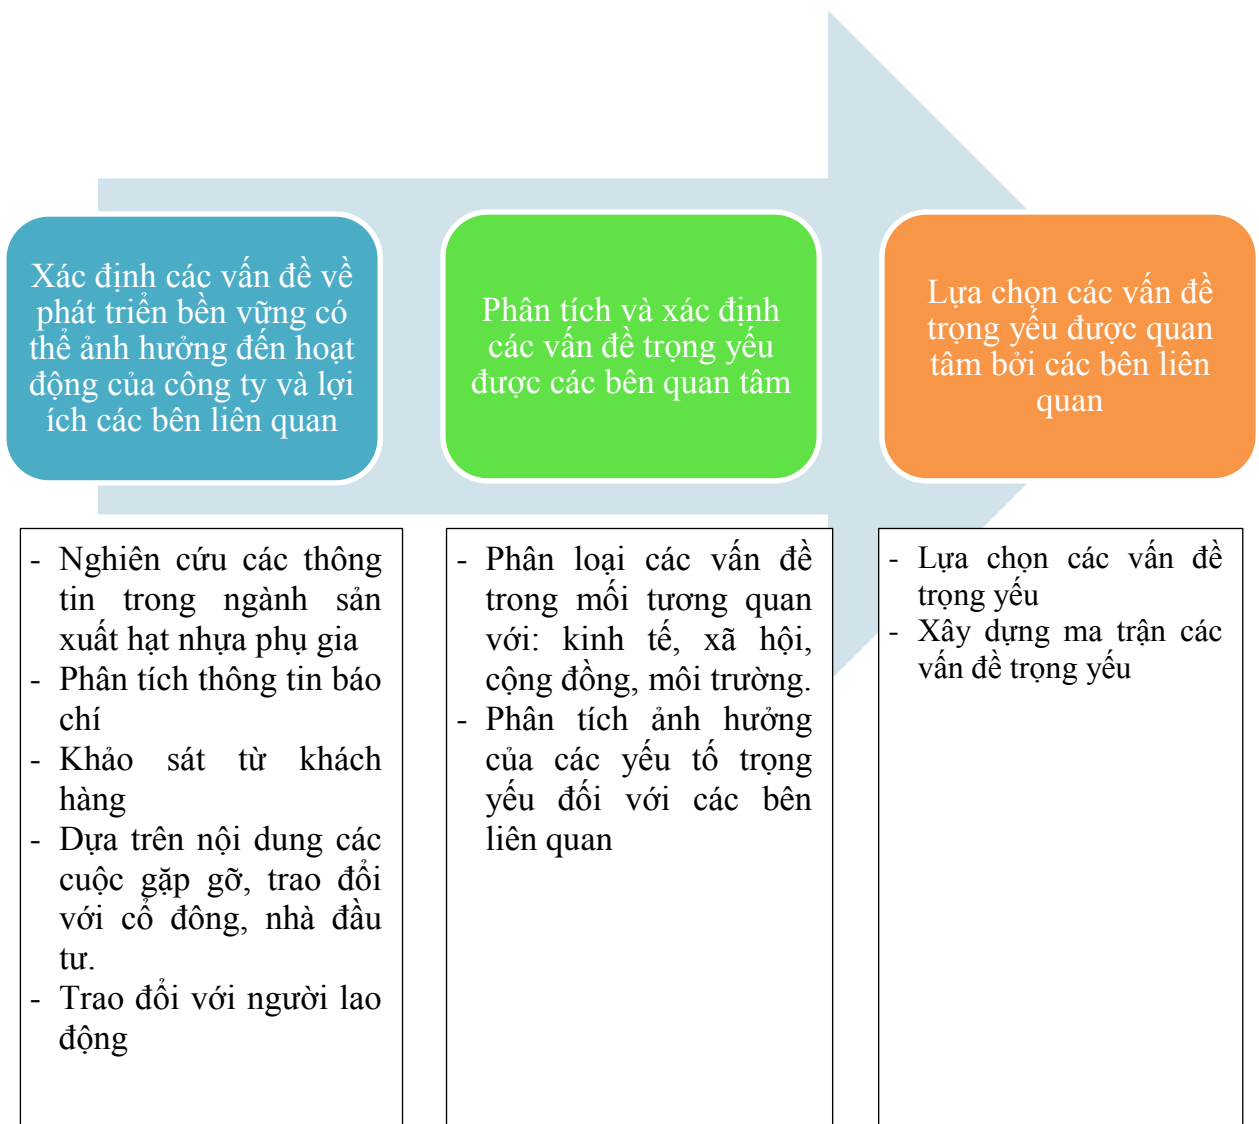 Xác định các vấn đề về
phát triển bền vững có
thể ảnh hưởng đến hoạt
động của công ty và lợi
ích các bên liên quan
Phân tích và xác định
các vấn đề trọng yếu
được các bên quan tâm
Lựa chọn các vấn đề
trọng yếu được quan
tâm bởi các bên liên
quan
- Nghiên cứu các thông
tin trong ngành sản
xuất hạt nhựa phụ gia
- Phân tích thông tin báo
chí
- Khảo sát từ khách
hàng
- Dựa trên nội dung các
cuộc gặp gỡ, trao đổi
với cổ đông, nhà đầu
tư.
- Trao đổi với người lao
động
- Phân loại các vấn đề
trong mối tương quan
với: kinh tế, xã hội,
cộng đồng, môi trường.
- Phân tích ảnh hưởng
của các yếu tố trọng
yếu đối với các bên
liên quan
- Lựa chọn các vấn đề
trọng yếu
- Xây dựng ma trận các
vấn đề trọng yếu